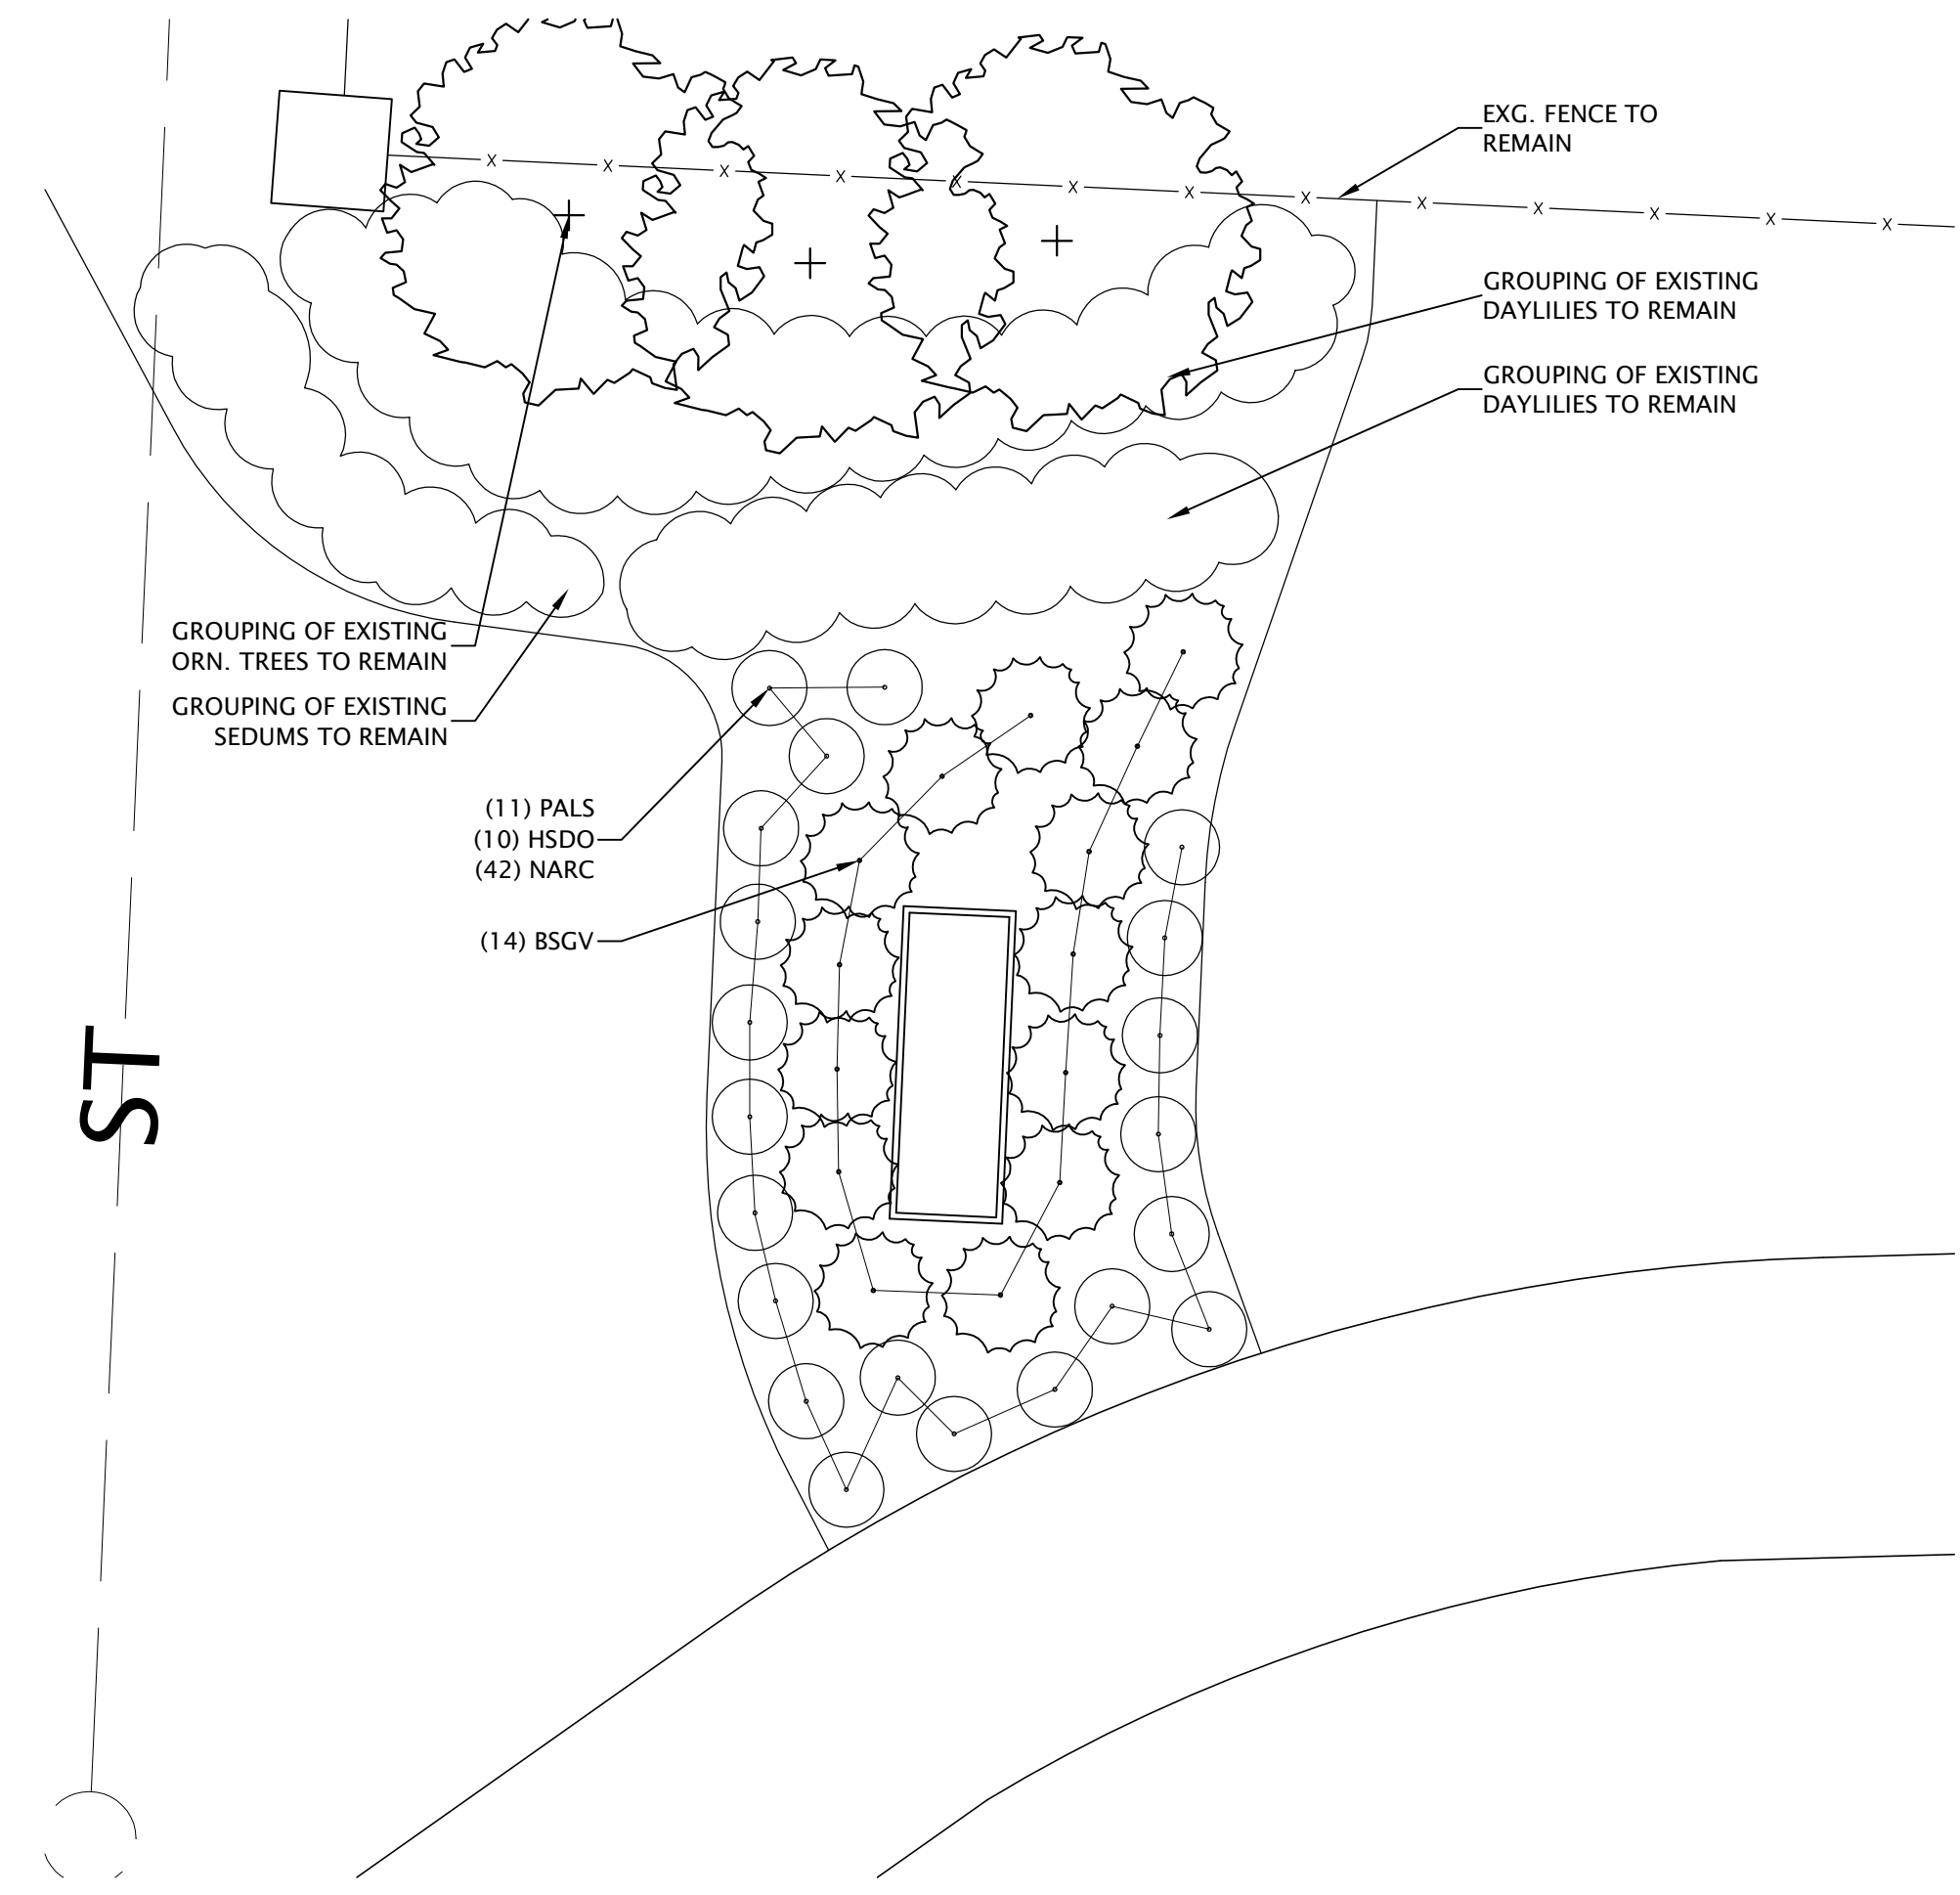 EXG. FENCE TO
REMAIN
GROUPING OF EXISTING
DAYLILIES TO REMAIN
GROUPING OF EXISTING
DAYLILIES TO REMAIN
GROUPING OF EXISTING
ORN. TREES TO REMAIN
GROUPING OF EXISTING
SEDUMS TO REMAIN
(11) PALS
(10) HSDO
(42) NARC
(14) BSGV
ST
X X X X X X X X X X X X X